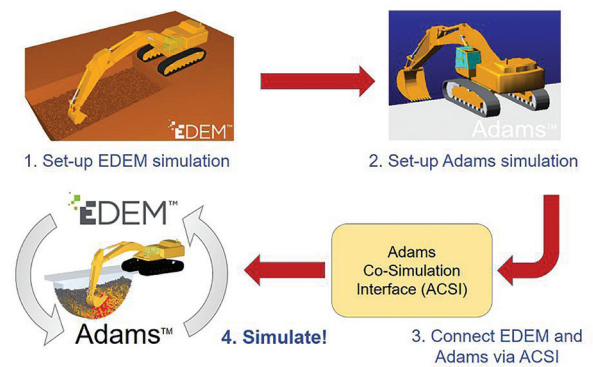 EDEM™
Adams™
1. Set-up EDEM simulation
2. Set-up Adams simulation
EDEM™
Adams™
4. Simulate!
Adams
Co-Simulation
Interface (ACSI)
3. Connect EDEM and
Adams via ACSI